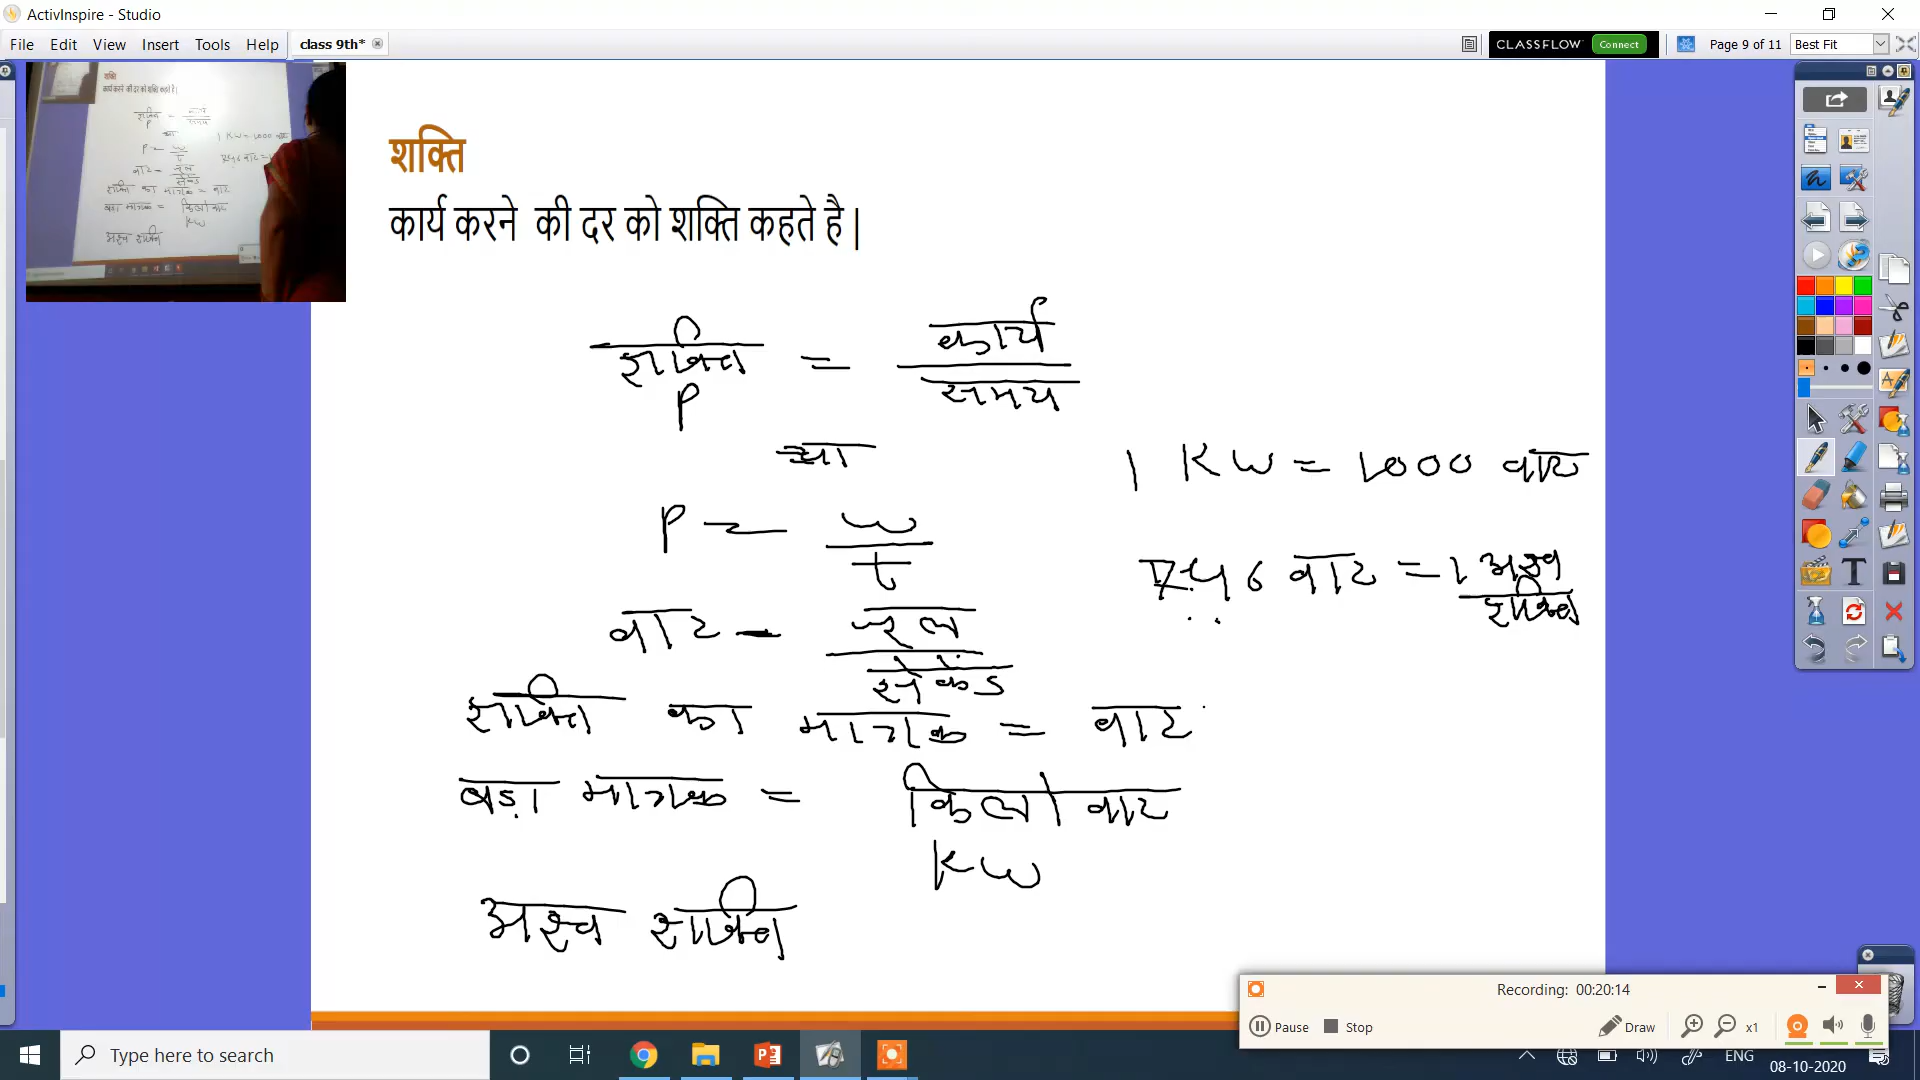 ActivInspire - Studio
File Edit View Insert Tools Help class 9th*
CLASSFLOW Connect Page 9 of 11 Best Fit
शक्ति
कार्य करने की दर को शक्ति कहते है |
शक्ति = कार्य
समय
P
या
1 KW = 1000 वाट
P = w
t
746 वाट = 1 अश्व
शक्ति
वाट = जूल
सेकंड
शक्ति का मात्रक = वाट
बड़ा मात्रक = किलो वाट
KW
अश्व शक्ति
Recording: 00:20:14
Pause Stop Draw x1
Type here to search
ENG
08-10-2020